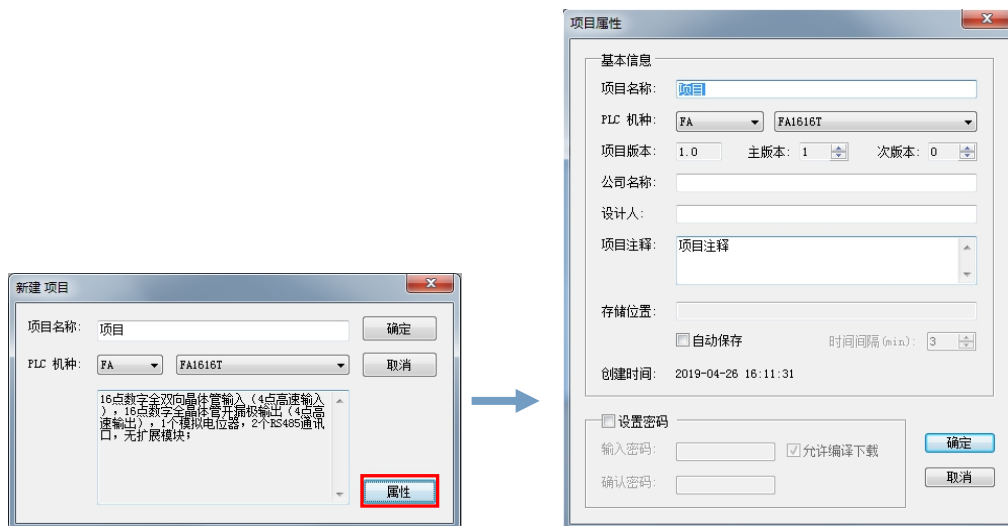 新建 项目
项目名称: 项目 确定
PLC 机种: FA FA1616T 取消
16点数字全双向晶体管输入（4点高速输入
），16点数字全晶体管开漏极输出（4点高
速输出），1个模拟电位器，2个RS485通讯
口，无扩展模块；
属性
项目属性
基本信息
项目名称: 项目
PLC 机种: FA FA1616T
项目版本: 1.0 主版本: 1 次版本: 0
公司名称:
设计人:
项目注释: 项目注释
存储位置:
自动保存 时间间隔(min): 3
创建时间: 2019-04-26 16:11:31
设置密码
输入密码: 允许编译下载
确认密码:
确定
取消